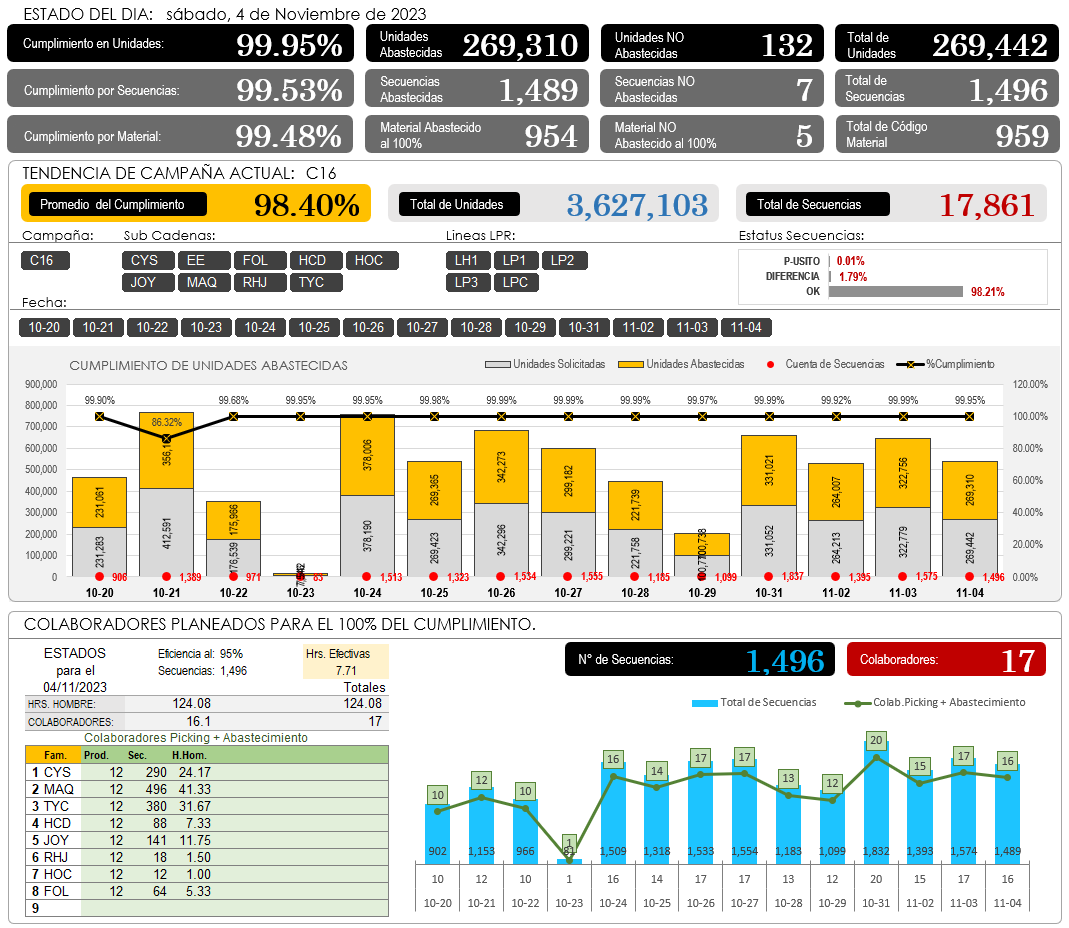 ESTADO DEL DIA: sábado, 4 de Noviembre de 2023
Cumplimiento en Unidades: 99.95%
Unidades Abastecidas 269,310
Unidades NO Abastecidas 132
Total de Unidades 269,442
Cumplimiento por Secuencias: 99.53%
Secuencias Abastecidas 1,489
Secuencias NO Abastecidas 7
Total de Secuencias 1,496
Cumplimiento por Material: 99.48%
Material Abastecido al 100% 954
Material NO Abastecido al 100% 5
Total de Código Material 959
TENDENCIA DE CAMPAÑA ACTUAL: C16
Promedio del Cumplimiento 98.40%
Total de Unidades 3,627,103
Total de Secuencias 17,861
Campaña: Sub Cadenas: Lineas LPR: Estatus Secuencias:
C16 CYS EE FOL HCD HOC LH1 LP1 LP2
JOY MAQ RHJ TYC LP3 LPC
P-USITO 0.01%
DIFERENCIA 1.79%
OK 98.21%
Fecha:
10-20 10-21 10-22 10-23 10-24 10-25 10-26 10-27 10-28 10-29 10-31 11-02 11-03 11-04
CUMPLIMIENTO DE UNIDADES ABASTECIDAS
Unidades Solicitadas Unidades Abastecidas Cuenta de Secuencias %Cumplimiento
900,000 120.00%
800,000 100.00%
700,000 80.00%
600,000
500,000 60.00%
400,000
300,000 40.00%
200,000
100,000 20.00%
0 0.00%
99.90% 86.32% 99.68% 99.95% 99.95% 99.98% 99.99% 99.99% 99.99% 99.97% 99.99% 99.92% 99.99% 99.95%
231,061 175,966 378,006 269,365 342,273 299,182 221,739 100,738 331,021 264,007 322,756 269,310
231,283 412,591 176,539 378,190 269,423 342,296 299,221 221,758 331,052 264,213 322,779 269,442
906 1,389 971 83 1,513 1,323 1,534 1,555 1,185 1,099 1,837 1,395 1,575 1,496
10-20 10-21 10-22 10-23 10-24 10-25 10-26 10-27 10-28 10-29 10-31 11-02 11-03 11-04
COLABORADORES PLANEADOS PARA EL 100% DEL CUMPLIMIENTO.
ESTADOS para el 04/11/2023
Eficiencia al: 95%
Secuencias: 1,496
Hrs. Efectivas
7.71
Totales
HRS. HOMBRE: 124.08 124.08
COLABORADORES: 16.1 17
Colaboradores Picking + Abastecimiento
Fam. Prod. Sec. H.Hom.
1 CYS 12 290 24.17
2 MAQ 12 496 41.33
3 TYC 12 380 31.67
4 HCD 12 88 7.33
5 JOY 12 141 11.75
6 RHJ 12 18 1.50
7 HOC 12 12 1.00
8 FOL 12 64 5.33
9
N° de Secuencias: 1,496
Colaboradores: 17
Total de Secuencias Colab.Picking + Abastecimiento
10 12 10 1 16 14 17 17 13 12 20 15 17 16
902 1,153 966 81 1,509 1,318 1,533 1,554 1,183 1,099 1,832 1,393 1,574 1,489
10 12 10 1 16 14 17 17 13 12 20 15 17 16
10-20 10-21 10-22 10-23 10-24 10-25 10-26 10-27 10-28 10-29 10-31 11-02 11-03 11-04